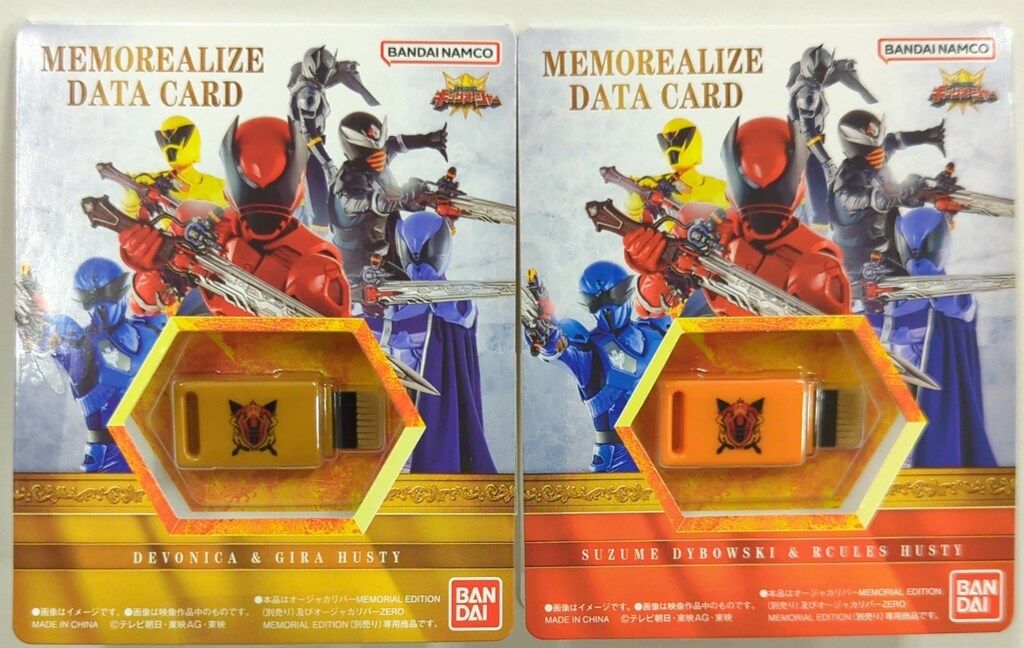 MEMOREALIZE
DATA CARD
BANDAI NAMCO
キングオージャー
DEVONICA & GIRA HUSTY
●画像はイメージです。●画像は映像作品中のものです。
MADE IN CHINA ©テレビ朝日・東映AG・東映
●本品はオージャカリバーMEMORIAL EDITION
(別売り)及びオージャカリバーZERO
MEMORIAL EDITION(別売り)専用商品です。
BAN
DAI
MEMOREALIZE
DATA CARD
BANDAI NAMCO
キングオージャー
SUZUME DYBOWSKI & RCULES HUSTY
●画像はイメージです。●画像は映像作品中のものです。
MADE IN CHINA ©テレビ朝日・東映AG・東映
●本品はオージャカリバーMEMORIAL EDITION
(別売り)及びオージャカリバーZERO
MEMORIAL EDITION(別売り)専用商品です。
BAN
DAI